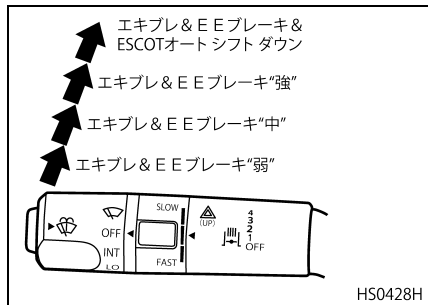 エキブレ＆ＥＥブレーキ＆
ESCOTオート シフト ダウン
エキブレ＆ＥＥブレーキ“強”
エキブレ＆ＥＥブレーキ“中”
エキブレ＆ＥＥブレーキ“弱”
SLOW
OFF
INT
LO
FAST
(UP)
4
3
2
1
OFF
HS0428H